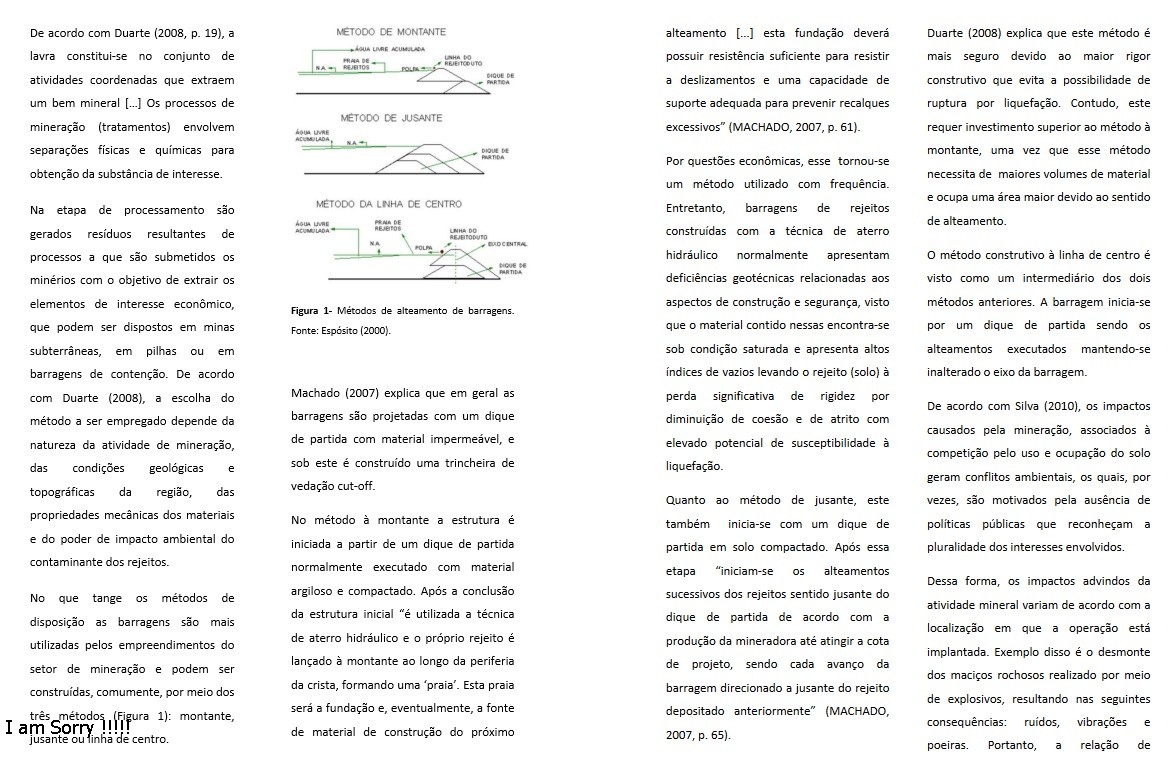 De acordo com Duarte (2008, p. 19), a
lavra constitui-se no conjunto de
atividades coordenadas que extraem
um bem mineral [...] Os processos de
mineração (tratamentos) envolvem
separações físicas e químicas para
obtenção da substância de interesse.
Na etapa de processamento são
gerados resíduos resultantes de
processos a que são submetidos os
minérios com o objetivo de extrair os
elementos de interesse econômico,
que podem ser dispostos em minas
subterrâneas, em pilhas ou em
barragens de contenção. De acordo
com Duarte (2008), a escolha do
método a ser empregado depende da
natureza da atividade de mineração,
das condições geológicas e
topográficas da região, das
propriedades mecânicas dos materiais
e do poder de impacto ambiental do
contaminante dos rejeitos.
No que tange os métodos de
disposição as barragens são mais
utilizadas pelos empreendimentos do
setor de mineração e podem ser
construídas, comumente, por meio dos
três métodos (Figura 1): montante,
jusante ou linha de centro.
I am Sorry !!!!!
MÉTODO DE MONTANTE
ÁGUA LIVRE ACUMULADA
PRAIA DE
REJEITOS
N.A.
POLPA
LINHA DO
REJEITODUTO
DIQUE DE
PARTIDA
MÉTODO DE JUSANTE
ÁGUA LIVRE
ACUMULADA
N.A.
DIQUE DE
PARTIDA
MÉTODO DA LINHA DE CENTRO
ÁGUA LIVRE
ACUMULADA
PRAIA DE
REJEITOS
N.A.
POLPA
LINHA DO
REJEITODUTO
EIXO CENTRAL
DIQUE DE
PARTIDA
Figura 1- Métodos de alteamento de barragens.
Fonte: Espósito (2000).
Machado (2007) explica que em geral as
barragens são projetadas com um dique
de partida com material impermeável, e
sob este é construído uma trincheira de
vedação cut-off.
No método à montante a estrutura é
iniciada a partir de um dique de partida
normalmente executado com material
argiloso e compactado. Após a conclusão
da estrutura inicial “é utilizada a técnica
de aterro hidráulico e o próprio rejeito é
lançado à montante ao longo da periferia
da crista, formando uma ‘praia’. Esta praia
será a fundação e, eventualmente, a fonte
de material de construção do próximo
alteamento [...] esta fundação deverá
possuir resistência suficiente para resistir
a deslizamentos e uma capacidade de
suporte adequada para prevenir recalques
excessivos” (MACHADO, 2007, p. 61).
Por questões econômicas, esse tornou-se
um método utilizado com frequência.
Entretanto, barragens de rejeitos
construídas com a técnica de aterro
hidráulico normalmente apresentam
deficiências geotécnicas relacionadas aos
aspectos de construção e segurança, visto
que o material contido nessas encontra-se
sob condição saturada e apresenta altos
índices de vazios levando o rejeito (solo) à
perda significativa de rigidez por
diminuição de coesão e de atrito com
elevado potencial de susceptibilidade à
liquefação.
Quanto ao método de jusante, este
também inicia-se com um dique de
partida em solo compactado. Após essa
etapa “iniciam-se os alteamentos
sucessivos dos rejeitos sentido jusante do
dique de partida de acordo com a
produção da mineradora até atingir a cota
de projeto, sendo cada avanço da
barragem direcionado a jusante do rejeito
depositado anteriormente” (MACHADO,
2007, p. 65).
Duarte (2008) explica que este método é
mais seguro devido ao maior rigor
construtivo que evita a possibilidade de
ruptura por liquefação. Contudo, este
requer investimento superior ao método à
montante, uma vez que esse método
necessita de maiores volumes de material
e ocupa uma área maior devido ao sentido
de alteamento.
O método construtivo à linha de centro é
visto como um intermediário dos dois
métodos anteriores. A barragem inicia-se
por um dique de partida sendo os
alteamentos executados mantendo-se
inalterado o eixo da barragem.
De acordo com Silva (2010), os impactos
causados pela mineração, associados à
competição pelo uso e ocupação do solo
geram conflitos ambientais, os quais, por
vezes, são motivados pela ausência de
políticas públicas que reconheçam a
pluralidade dos interesses envolvidos.
Dessa forma, os impactos advindos da
atividade mineral variam de acordo com a
localização em que a operação está
implantada. Exemplo disso é o desmonte
dos maciços rochosos realizado por meio
de explosivos, resultando nas seguintes
consequências: ruídos, vibrações e
poeiras. Portanto, a relação de